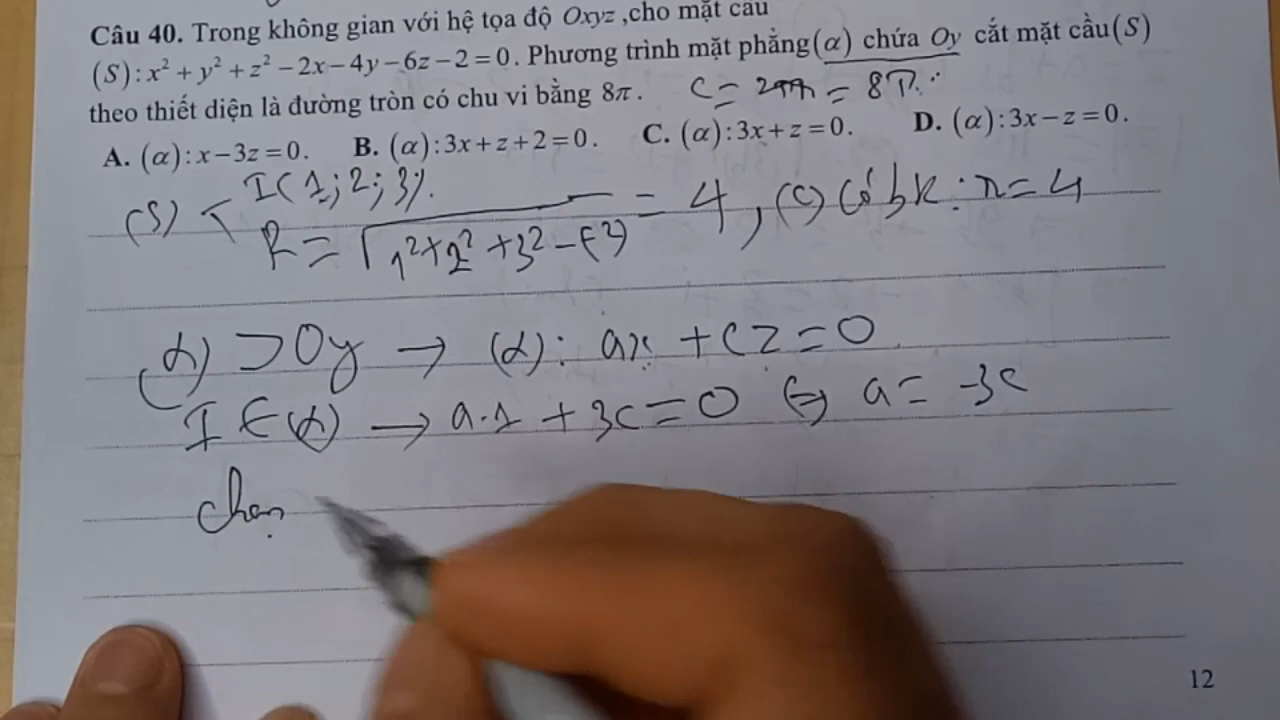 Câu 40. Trong không gian với hệ tọa độ Oxyz ,cho mặt cầu
(S): x² + y² + z² − 2x − 4y − 6z − 2 = 0. Phương trình mặt phẳng (α) chứa Oy cắt mặt cầu (S)
theo thiết diện là đường tròn có chu vi bằng 8π. C = 2πr = 8π.
A. (α): x − 3z = 0. B. (α): 3x + z + 2 = 0. C. (α): 3x + z = 0. D. (α): 3x − z = 0.
(S) I(1; 2; 3).
R = √(1² + 2² + 3² − (−2)) = 4, (C) có bk: r = 4
(α) ⊃ Oy → (α): ax + cz = 0
I ∈ (α) → a.1 + 3c = 0 ⇔ a = −3c
chọn
12